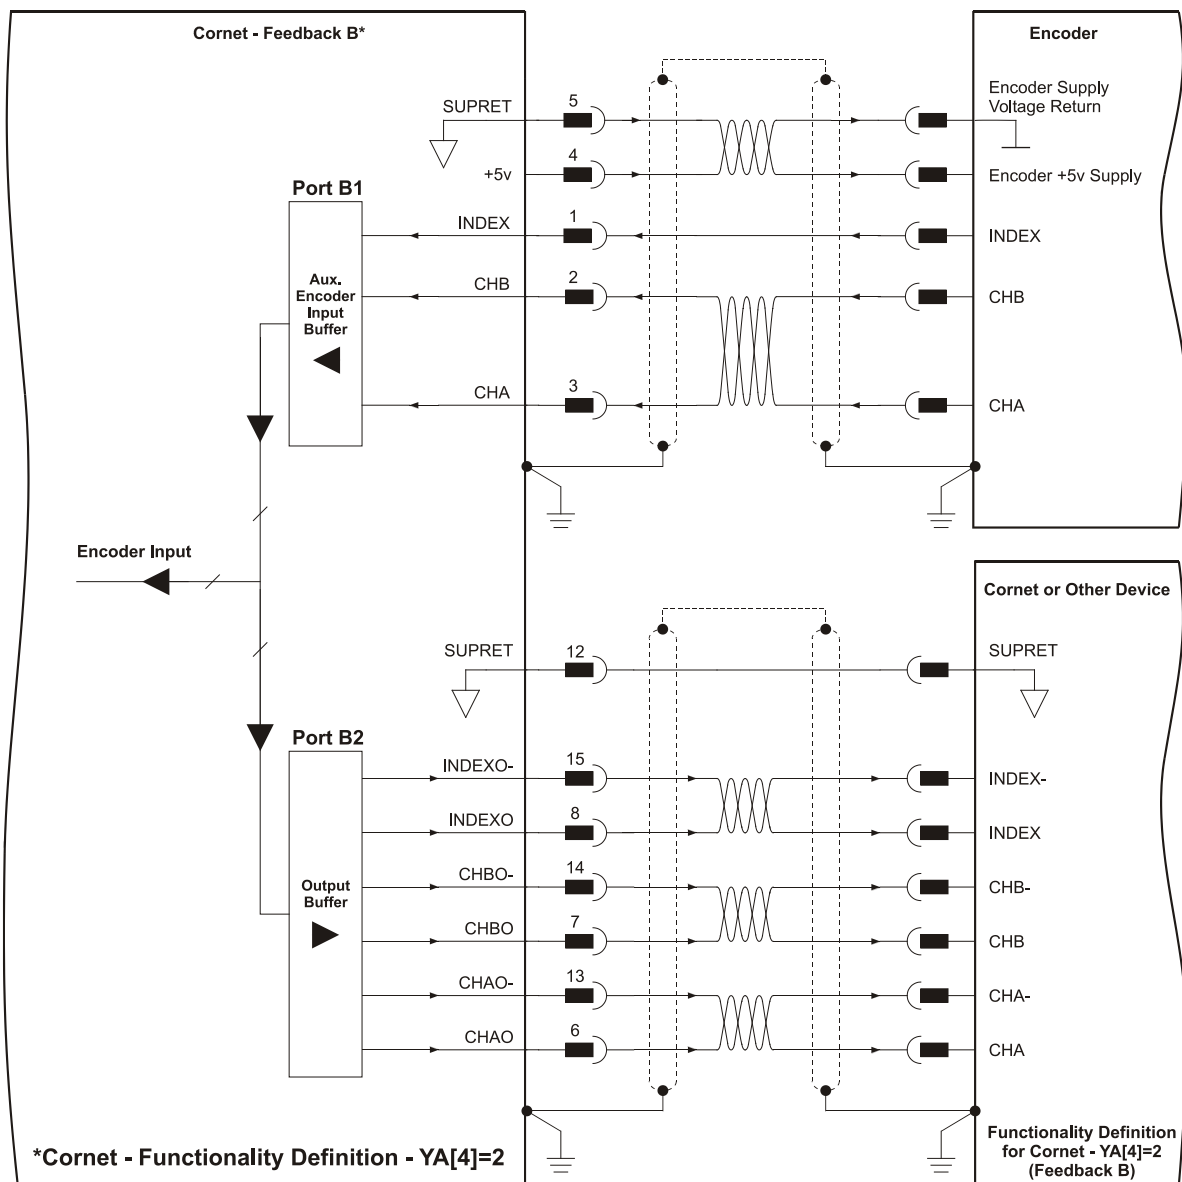 Cornet - Feedback B*
Encoder
SUPRET
5
Encoder Supply
Voltage Return
+5v
4
Encoder +5v Supply
Port B1
INDEX
1
INDEX
Aux.
Encoder
Input
Buffer
CHB
2
CHB
CHA
3
CHA
Encoder Input
Cornet or Other Device
SUPRET
12
SUPRET
Port B2
INDEXO-
15
INDEX-
INDEXO
8
INDEX
Output
Buffer
CHBO-
14
CHB-
CHBO
7
CHB
CHAO-
13
CHA-
CHAO
6
CHA
*Cornet - Functionality Definition - YA[4]=2
Functionality Definition
for Cornet - YA[4]=2
(Feedback B)